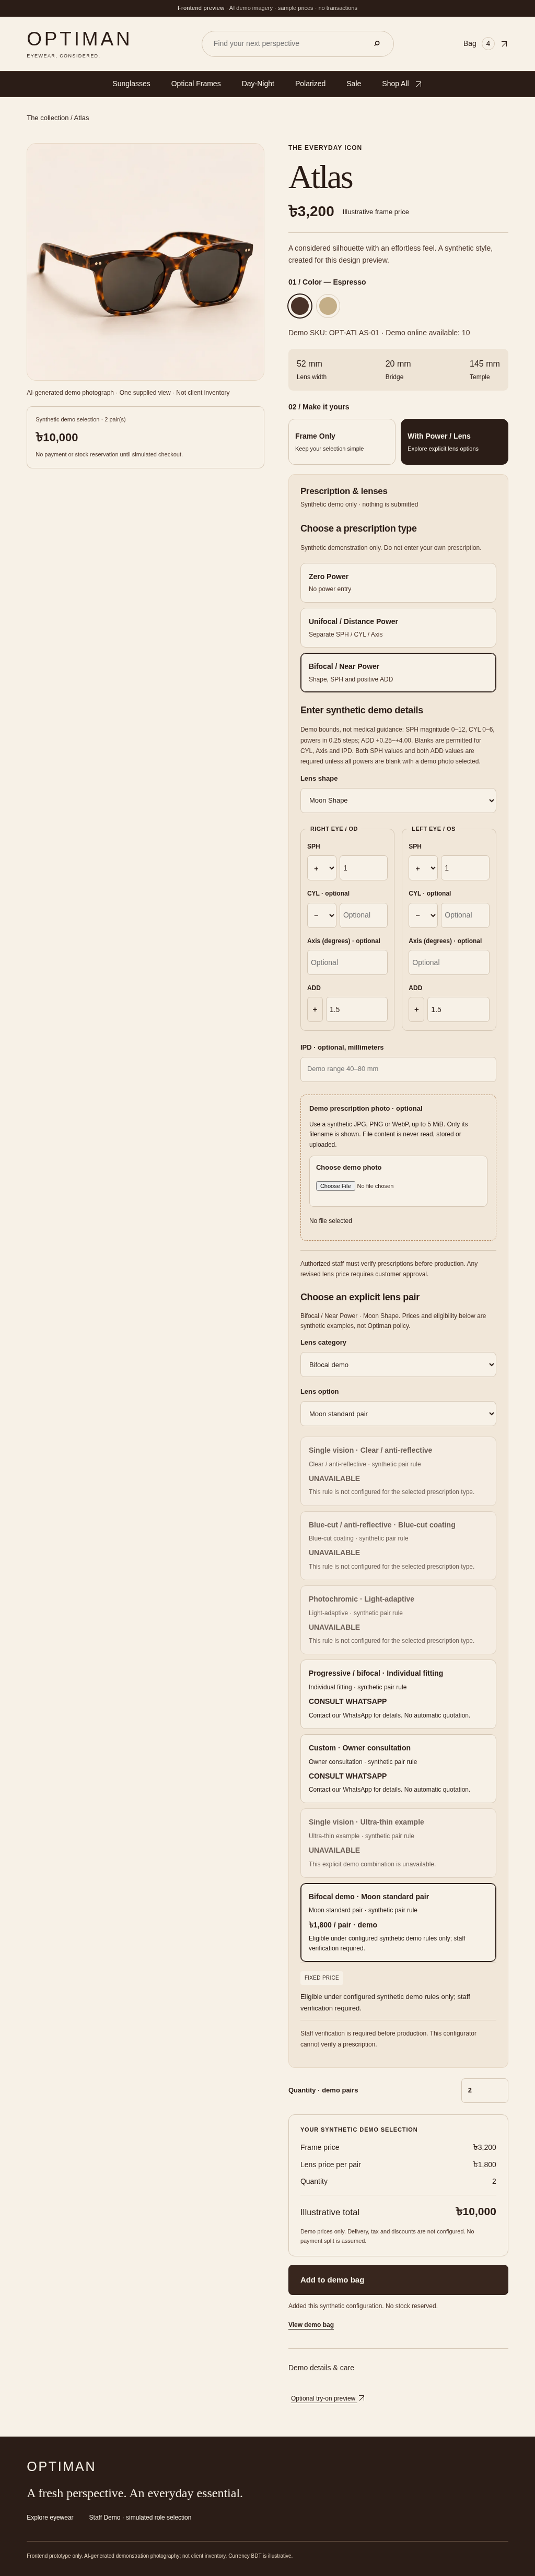 Frontend preview · AI demo imagery · sample prices · no transactions
OPTIMAN
EYEWEAR, CONSIDERED.
Find your next perspective
Bag 4
Sunglasses Optical Frames Day-Night Polarized Sale Shop All
The collection / Atlas
AI-generated demo photograph · One supplied view · Not client inventory
Synthetic demo selection · 2 pair(s)
৳10,000
No payment or stock reservation until simulated checkout.
THE EVERYDAY ICON
Atlas
৳3,200 Illustrative frame price
A considered silhouette with an effortless feel. A synthetic style,
created for this design preview.
01 / Color — Espresso
Demo SKU: OPT-ATLAS-01 · Demo online available: 10
52 mm 20 mm 145 mm
Lens width Bridge Temple
02 / Make it yours
Frame Only
Keep your selection simple
With Power / Lens
Explore explicit lens options
Prescription & lenses
Synthetic demo only · nothing is submitted
Choose a prescription type
Synthetic demonstration only. Do not enter your own prescription.
Zero Power
No power entry
Unifocal / Distance Power
Separate SPH / CYL / Axis
Bifocal / Near Power
Shape, SPH and positive ADD
Enter synthetic demo details
Demo bounds, not medical guidance: SPH magnitude 0–12, CYL 0–6,
powers in 0.25 steps; ADD +0.25–+4.00. Blanks are permitted for
CYL, Axis and IPD. Both SPH values and both ADD values are
required unless all powers are blank with a demo photo selected.
Lens shape
Moon Shape
RIGHT EYE / OD
SPH
+ 1
CYL · optional
− Optional
Axis (degrees) · optional
Optional
ADD
+ 1.5
LEFT EYE / OS
SPH
+ 1
CYL · optional
− Optional
Axis (degrees) · optional
Optional
ADD
+ 1.5
IPD · optional, millimeters
Demo range 40–80 mm
Demo prescription photo · optional
Use a synthetic JPG, PNG or WebP, up to 5 MiB. Only its
filename is shown. File content is never read, stored or
uploaded.
Choose demo photo
Choose File No file chosen
No file selected
Authorized staff must verify prescriptions before production. Any
revised lens price requires customer approval.
Choose an explicit lens pair
Bifocal / Near Power · Moon Shape. Prices and eligibility below are
synthetic examples, not Optiman policy.
Lens category
Bifocal demo
Lens option
Moon standard pair
Single vision · Clear / anti-reflective
Clear / anti-reflective · synthetic pair rule
UNAVAILABLE
This rule is not configured for the selected prescription type.
Blue-cut / anti-reflective · Blue-cut coating
Blue-cut coating · synthetic pair rule
UNAVAILABLE
This rule is not configured for the selected prescription type.
Photochromic · Light-adaptive
Light-adaptive · synthetic pair rule
UNAVAILABLE
This rule is not configured for the selected prescription type.
Progressive / bifocal · Individual fitting
Individual fitting · synthetic pair rule
CONSULT WHATSAPP
Contact our WhatsApp for details. No automatic quotation.
Custom · Owner consultation
Owner consultation · synthetic pair rule
CONSULT WHATSAPP
Contact our WhatsApp for details. No automatic quotation.
Single vision · Ultra-thin example
Ultra-thin example · synthetic pair rule
UNAVAILABLE
This explicit demo combination is unavailable.
Bifocal demo · Moon standard pair
Moon standard pair · synthetic pair rule
৳1,800 / pair · demo
Eligible under configured synthetic demo rules only; staff
verification required.
FIXED PRICE
Eligible under configured synthetic demo rules only; staff
verification required.
Staff verification is required before production. This configurator
cannot verify a prescription.
Quantity · demo pairs 2
YOUR SYNTHETIC DEMO SELECTION
Frame price ৳3,200
Lens price per pair ৳1,800
Quantity 2
Illustrative total ৳10,000
Demo prices only. Delivery, tax and discounts are not configured. No
payment split is assumed.
Add to demo bag
Added this synthetic configuration. No stock reserved.
View demo bag
Demo details & care
Optional try-on preview
OPTIMAN
A fresh perspective. An everyday essential.
Explore eyewear Staff Demo · simulated role selection
Frontend prototype only. AI-generated demonstration photography; not client inventory. Currency BDT is illustrative.